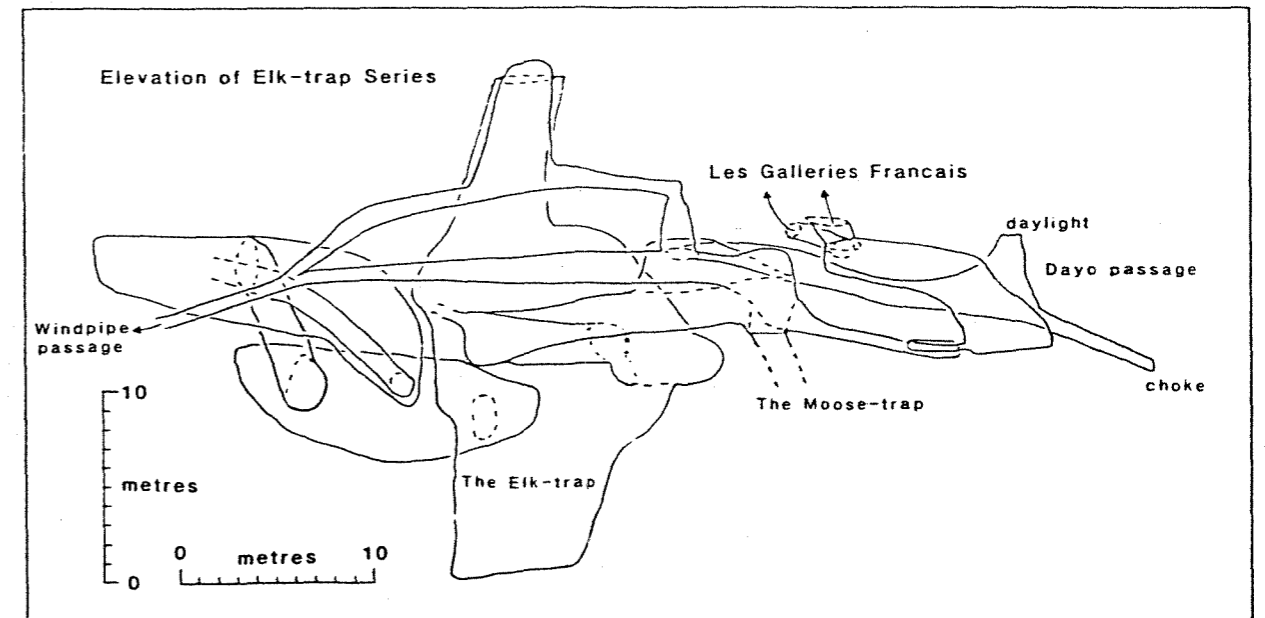 Elevation of Elk-trap Series
Les Galleries Francais
daylight
Dayo passage
Windpipe
passage
choke
The Moose-trap
10
metres
0
The Elk-trap
0 metres 10